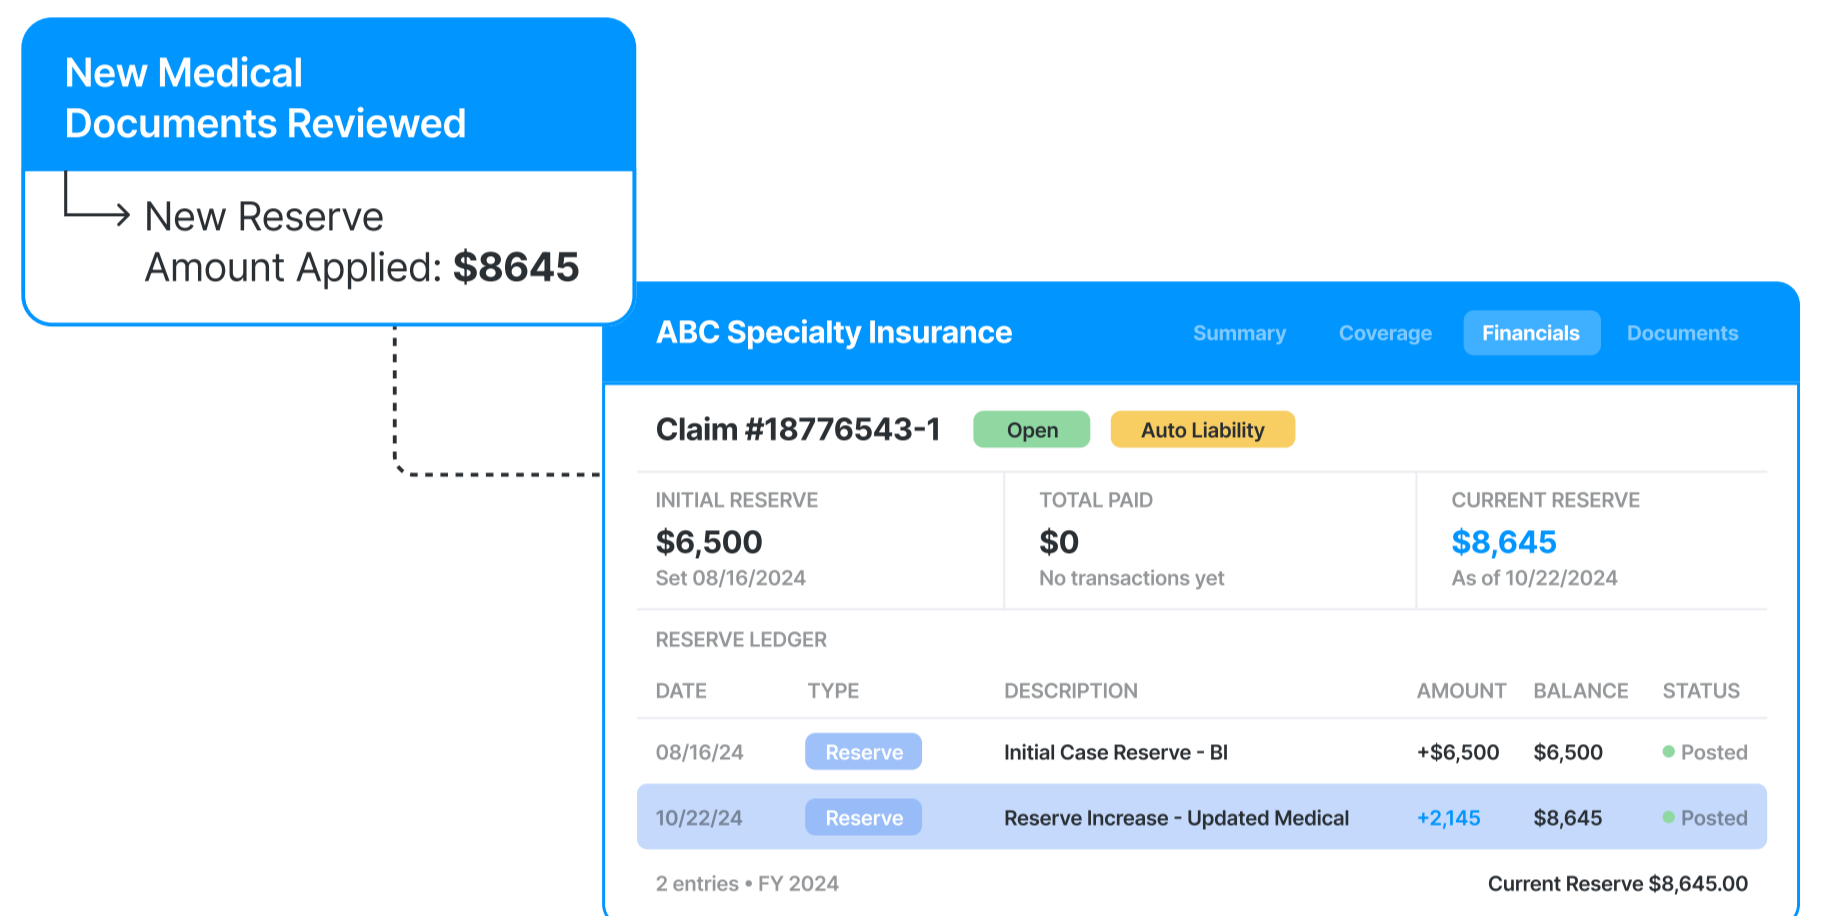 New Medical
Documents Reviewed
New Reserve
Amount Applied: $8645
ABC Specialty Insurance Summary Coverage Financials Documents
Claim #18776543-1 Open Auto Liability
INITIAL RESERVE TOTAL PAID CURRENT RESERVE
$6,500 $0 $8,645
Set 08/16/2024 No transactions yet As of 10/22/2024
RESERVE LEDGER
DATE TYPE DESCRIPTION AMOUNT BALANCE STATUS
08/16/24 Reserve Initial Case Reserve - BI +$6,500 $6,500 Posted
10/22/24 Reserve Reserve Increase - Updated Medical +2,145 $8,645 Posted
2 entries • FY 2024 Current Reserve $8,645.00